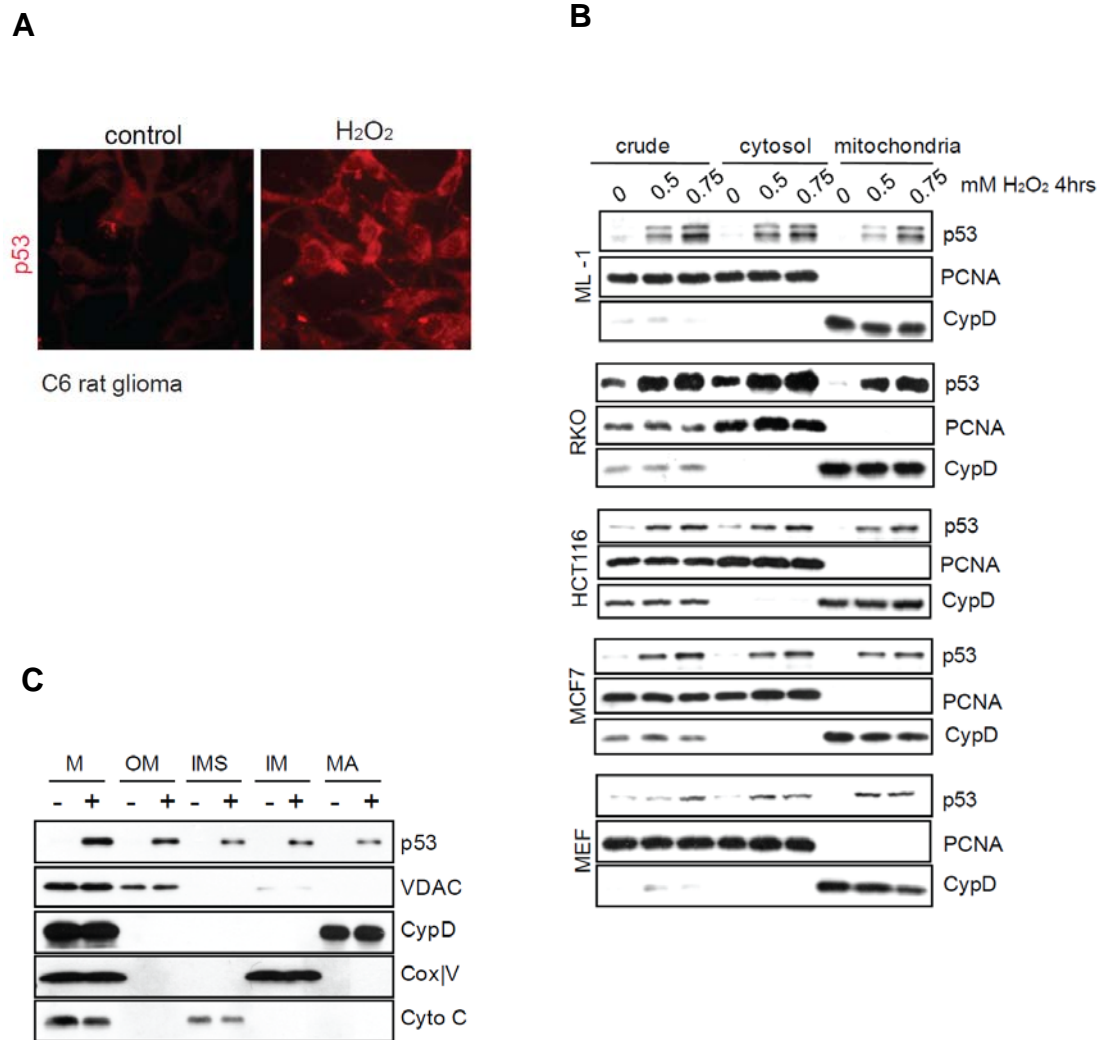 A
control H2O2
p53
C6 rat glioma
B
crude cytosol mitochondria
0 0.5 0.75 0 0.5 0.75 0 0.5 0.75 mM H2O2 4hrs
ML -1
p53
PCNA
CypD
RKO
p53
PCNA
CypD
HCT116
p53
PCNA
CypD
MCF7
p53
PCNA
CypD
MEF
p53
PCNA
CypD
C
M OM IMS IM MA
- + - + - + - + - +
p53
VDAC
CypD
Cox|V
Cyto C